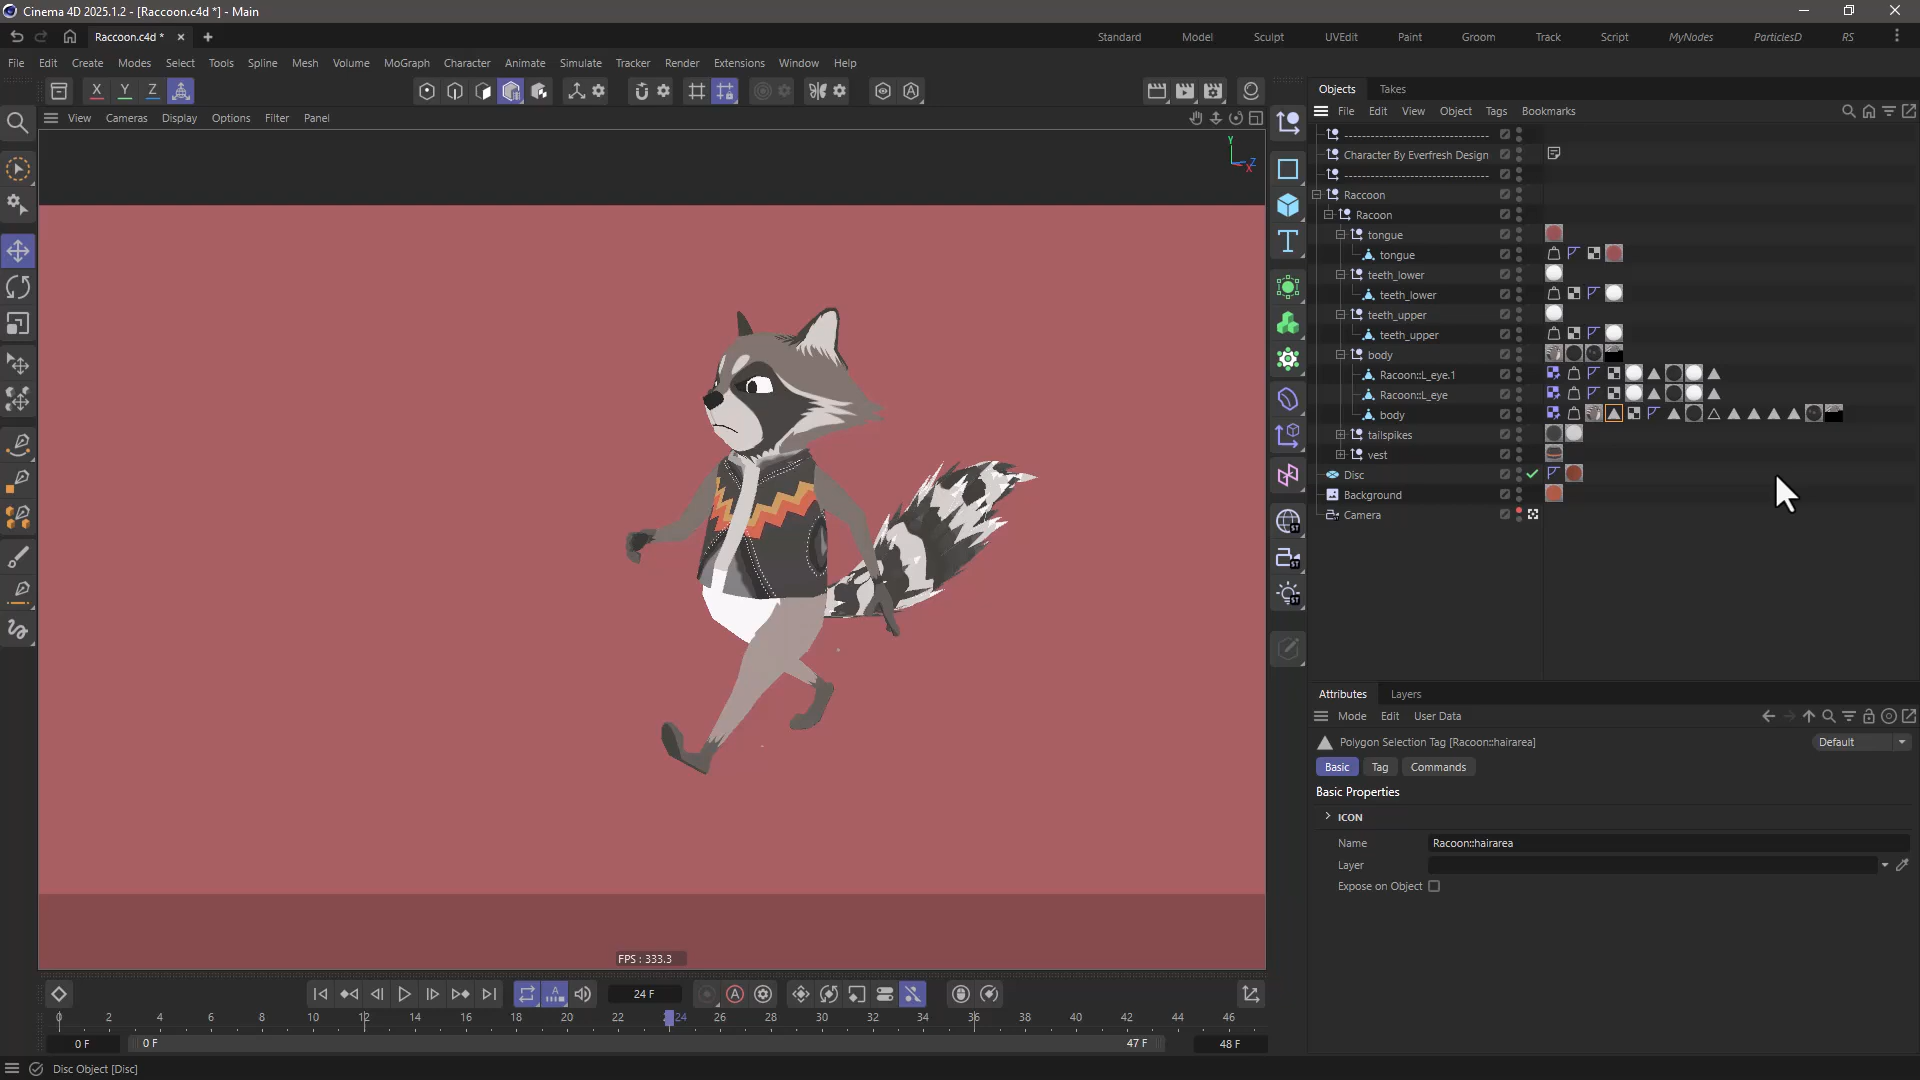 Cinema 4D 2025.1.2 - [Raccoon.c4d *] - Main
Raccoon.c4d *
Standard Model Sculpt UVEdit Paint Groom Track Script MyNodes ParticlesD RS
File Edit Create Modes Select Tools Spline Mesh Volume MoGraph Character Animate Simulate Tracker Render Extensions Window Help
X Y Z
View Cameras Display Options Filter Panel
Y
Z
X
FPS : 333.3
Objects Takes
File Edit View Object Tags Bookmarks
---------------------------------
Character By Everfresh Design
---------------------------------
Raccoon
Racoon
tongue
tongue
teeth_lower
teeth_lower
teeth_upper
teeth_upper
body
Racoon::L_eye.1
Racoon::L_eye
body
tailspikes
vest
Disc
Background
Camera
ST
ST
ST
Attributes Layers
Mode Edit User Data
Polygon Selection Tag [Racoon::hairarea]
Default
Basic Tag Commands
Basic Properties
ICON
Name Racoon::hairarea
Layer
Expose on Object
A
24 F
A
0 2 4 6 8 10 12 14 16 18 20 22 24 26 28 30 32 34 36 38 40 42 44 46
0 F 0 F 47 F 48 F
Disc Object [Disc]